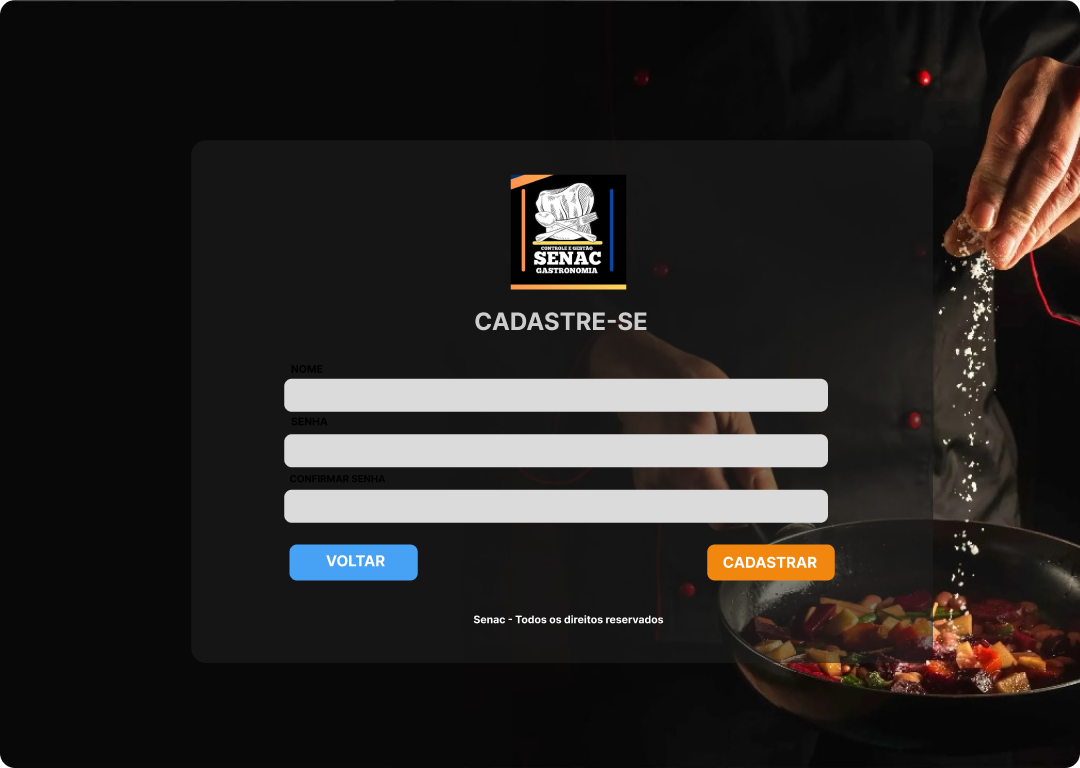 CONTROLE E GESTÃO
SENAC
GASTRONOMIA
CADASTRE-SE
NOME
SENHA
CONFIRMAR SENHA
VOLTAR
CADASTRAR
Senac - Todos os direitos reservados